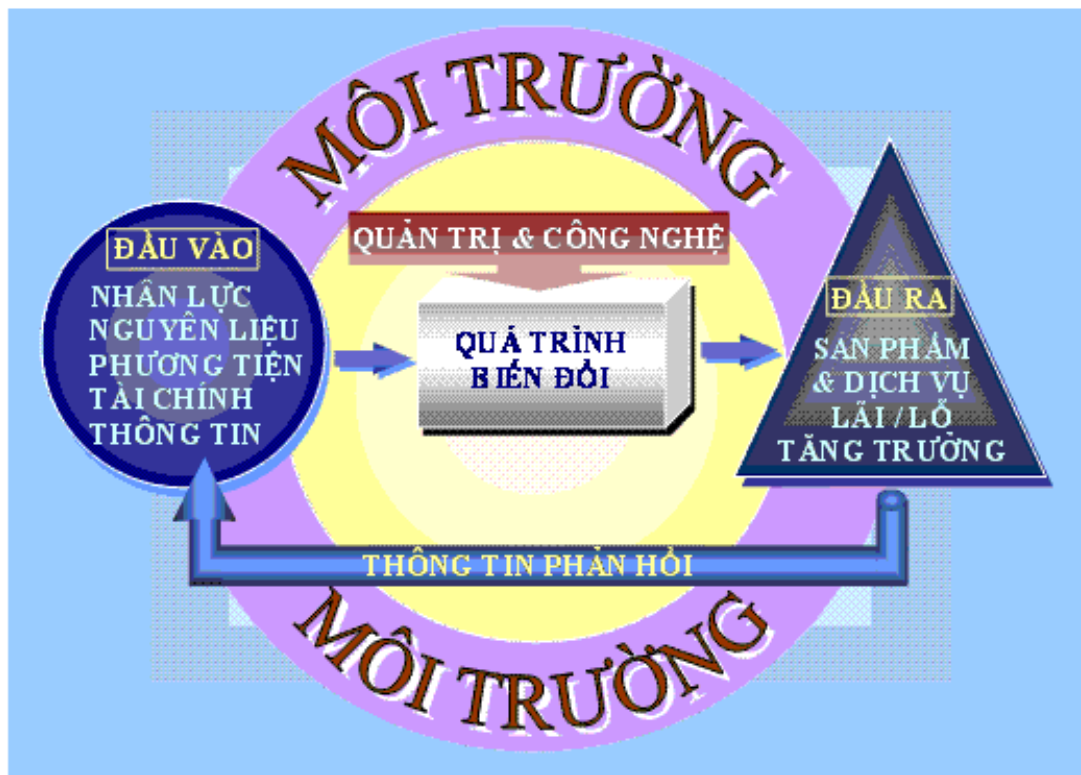 MÔI TRƯỜNG
QUẢN TRỊ & CÔNG NGHỆ
ĐẦU VÀO
NHÂN LỰC
NGUYÊN LIỆU
PHƯƠNG TIỆN
TÀI CHÍNH
THÔNG TIN
QUÁ TRÌNH
BIẾN ĐỔI
ĐẦU RA
SẢN PHẨM
& DỊCH VỤ
LÃI / LỖ
TĂNG TRƯỞNG
THÔNG TIN PHẢN HỒI
MÔI TRƯỜNG